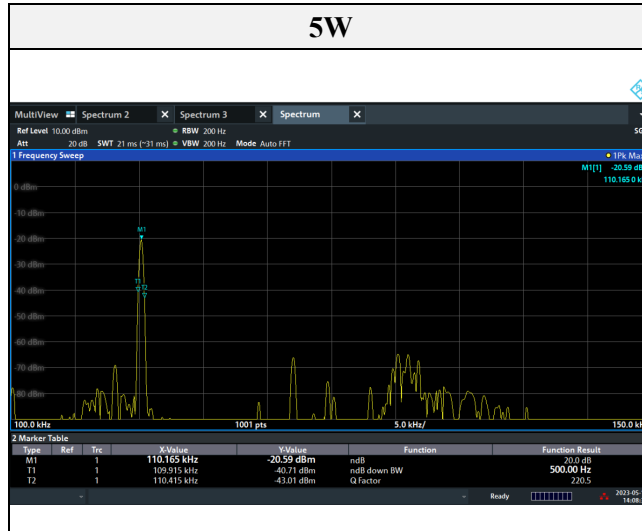 5W
MultiView Spectrum 2 X Spectrum 3 X Spectrum X
Ref Level 10.00 dBm RBW 200 Hz
Att 20 dB SWT 21 ms (~31 ms) VBW 200 Hz Mode Auto FFT
1 Frequency Sweep 1Pk Max
M1[1] -20.59 dB
110.165 0 k
0 dBm
-10 dBm
M1
-20 dBm
-30 dBm
T1 T2
-40 dBm
-50 dBm
-60 dBm
-70 dBm
-80 dBm
100.0 kHz 1001 pts 5.0 kHz/ 150.0 k
2 Marker Table
Type Ref Trc X-Value Y-Value Function Function Result
M1 1 110.165 kHz -20.59 dBm ndB 20.0 dB
T1 1 109.915 kHz -40.71 dBm ndB down BW 500.00 Hz
T2 1 110.415 kHz -43.01 dBm Q Factor 220.5
Ready 2023-05-
14:08: